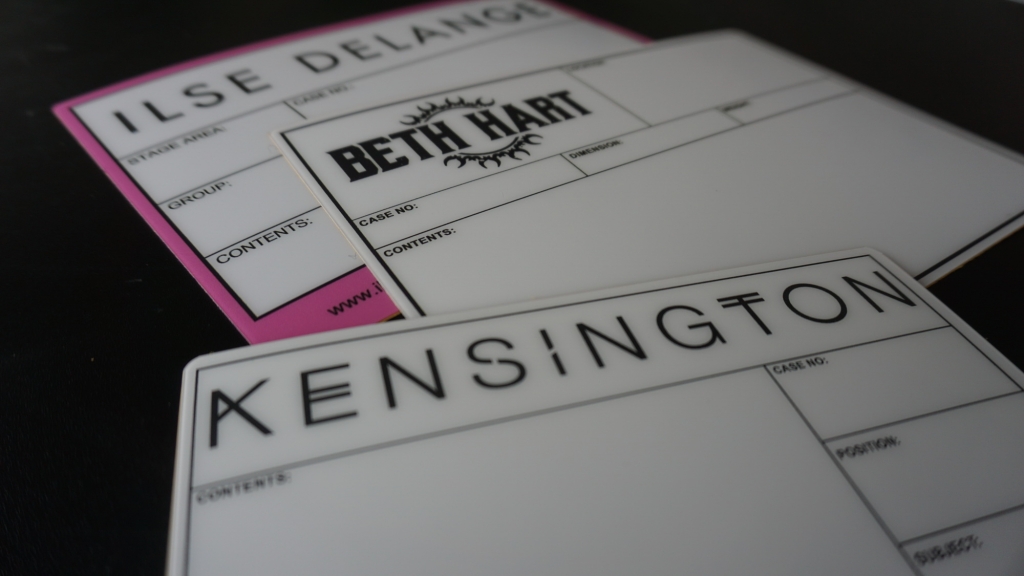 ILSE DELANGE
CASE NO.:
STAGE AREA:
GROUP:
CONTENTS:
www.i
BETH HART
CASE NO:
DIMENSION:
CONTENTS:
KENSINGTON
CONTENTS:
CASE NO:
POSITION:
SUBJECT: